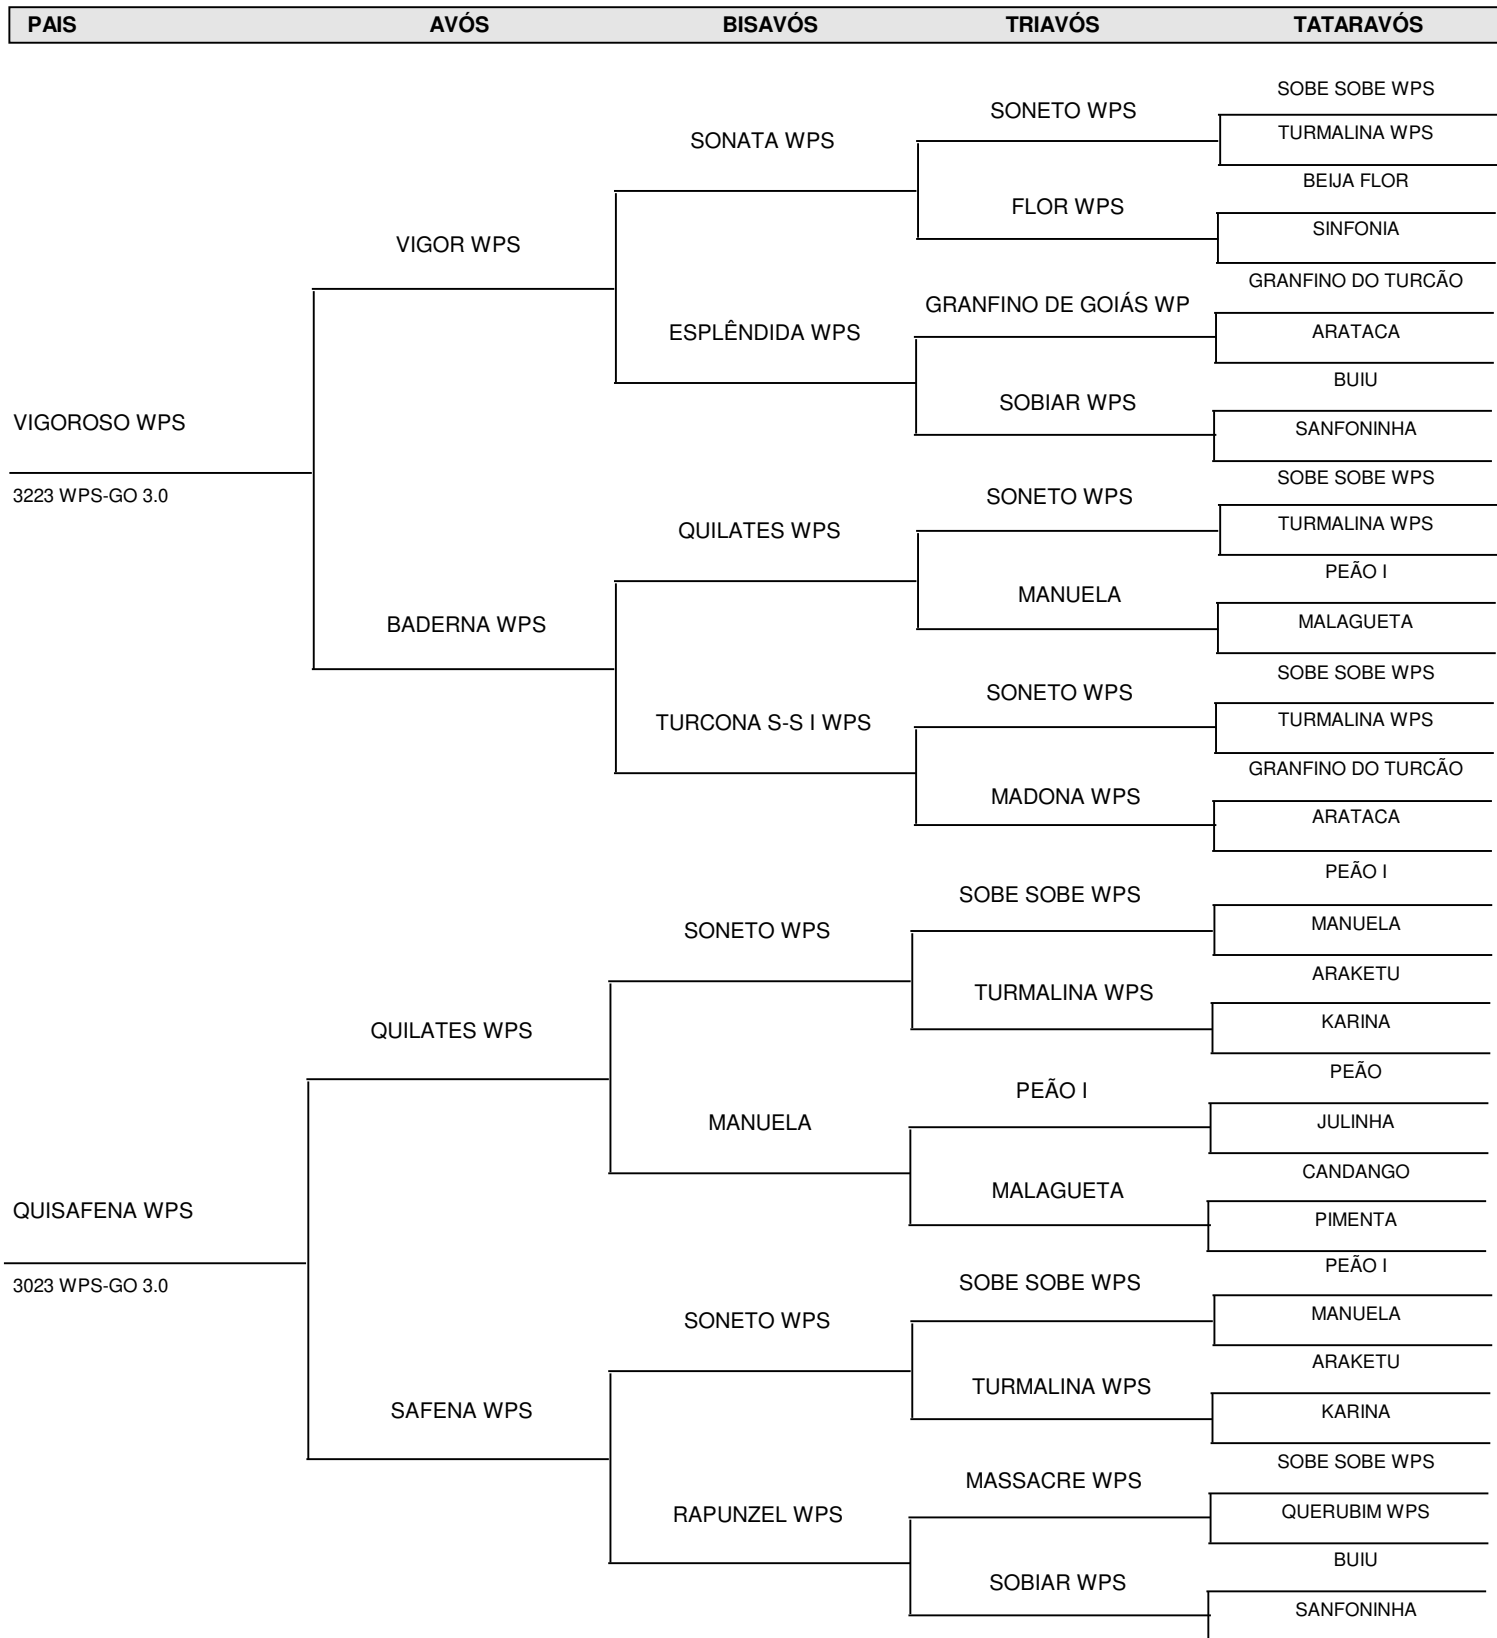 PAIS AVÓS BISAVÓS TRIAVÓS TATARAVÓS
SOBE SOBE WPS
SONETO WPS
TURMALINA WPS
SONATA WPS
BEIJA FLOR
FLOR WPS
SINFONIA
VIGOR WPS
GRANFINO DO TURCÃO
GRANFINO DE GOIÁS WP
ARATACA
ESPLÊNDIDA WPS
BUIU
SOBIAR WPS
SANFONINHA
VIGOROSO WPS
3223 WPS-GO 3.0
SOBE SOBE WPS
SONETO WPS
TURMALINA WPS
QUILATES WPS
PEÃO I
MANUELA
MALAGUETA
BADERNA WPS
SOBE SOBE WPS
SONETO WPS
TURMALINA WPS
TURCONA S-S I WPS
GRANFINO DO TURCÃO
MADONA WPS
ARATACA
PEÃO I
SOBE SOBE WPS
MANUELA
SONETO WPS
ARAKETU
TURMALINA WPS
KARINA
QUILATES WPS
PEÃO
PEÃO I
JULINHA
MANUELA
CANDANGO
MALAGUETA
PIMENTA
QUISAFENA WPS
3023 WPS-GO 3.0
PEÃO I
SOBE SOBE WPS
MANUELA
SONETO WPS
ARAKETU
TURMALINA WPS
KARINA
SAFENA WPS
SOBE SOBE WPS
MASSACRE WPS
QUERUBIM WPS
RAPUNZEL WPS
BUIU
SOBIAR WPS
SANFONINHA